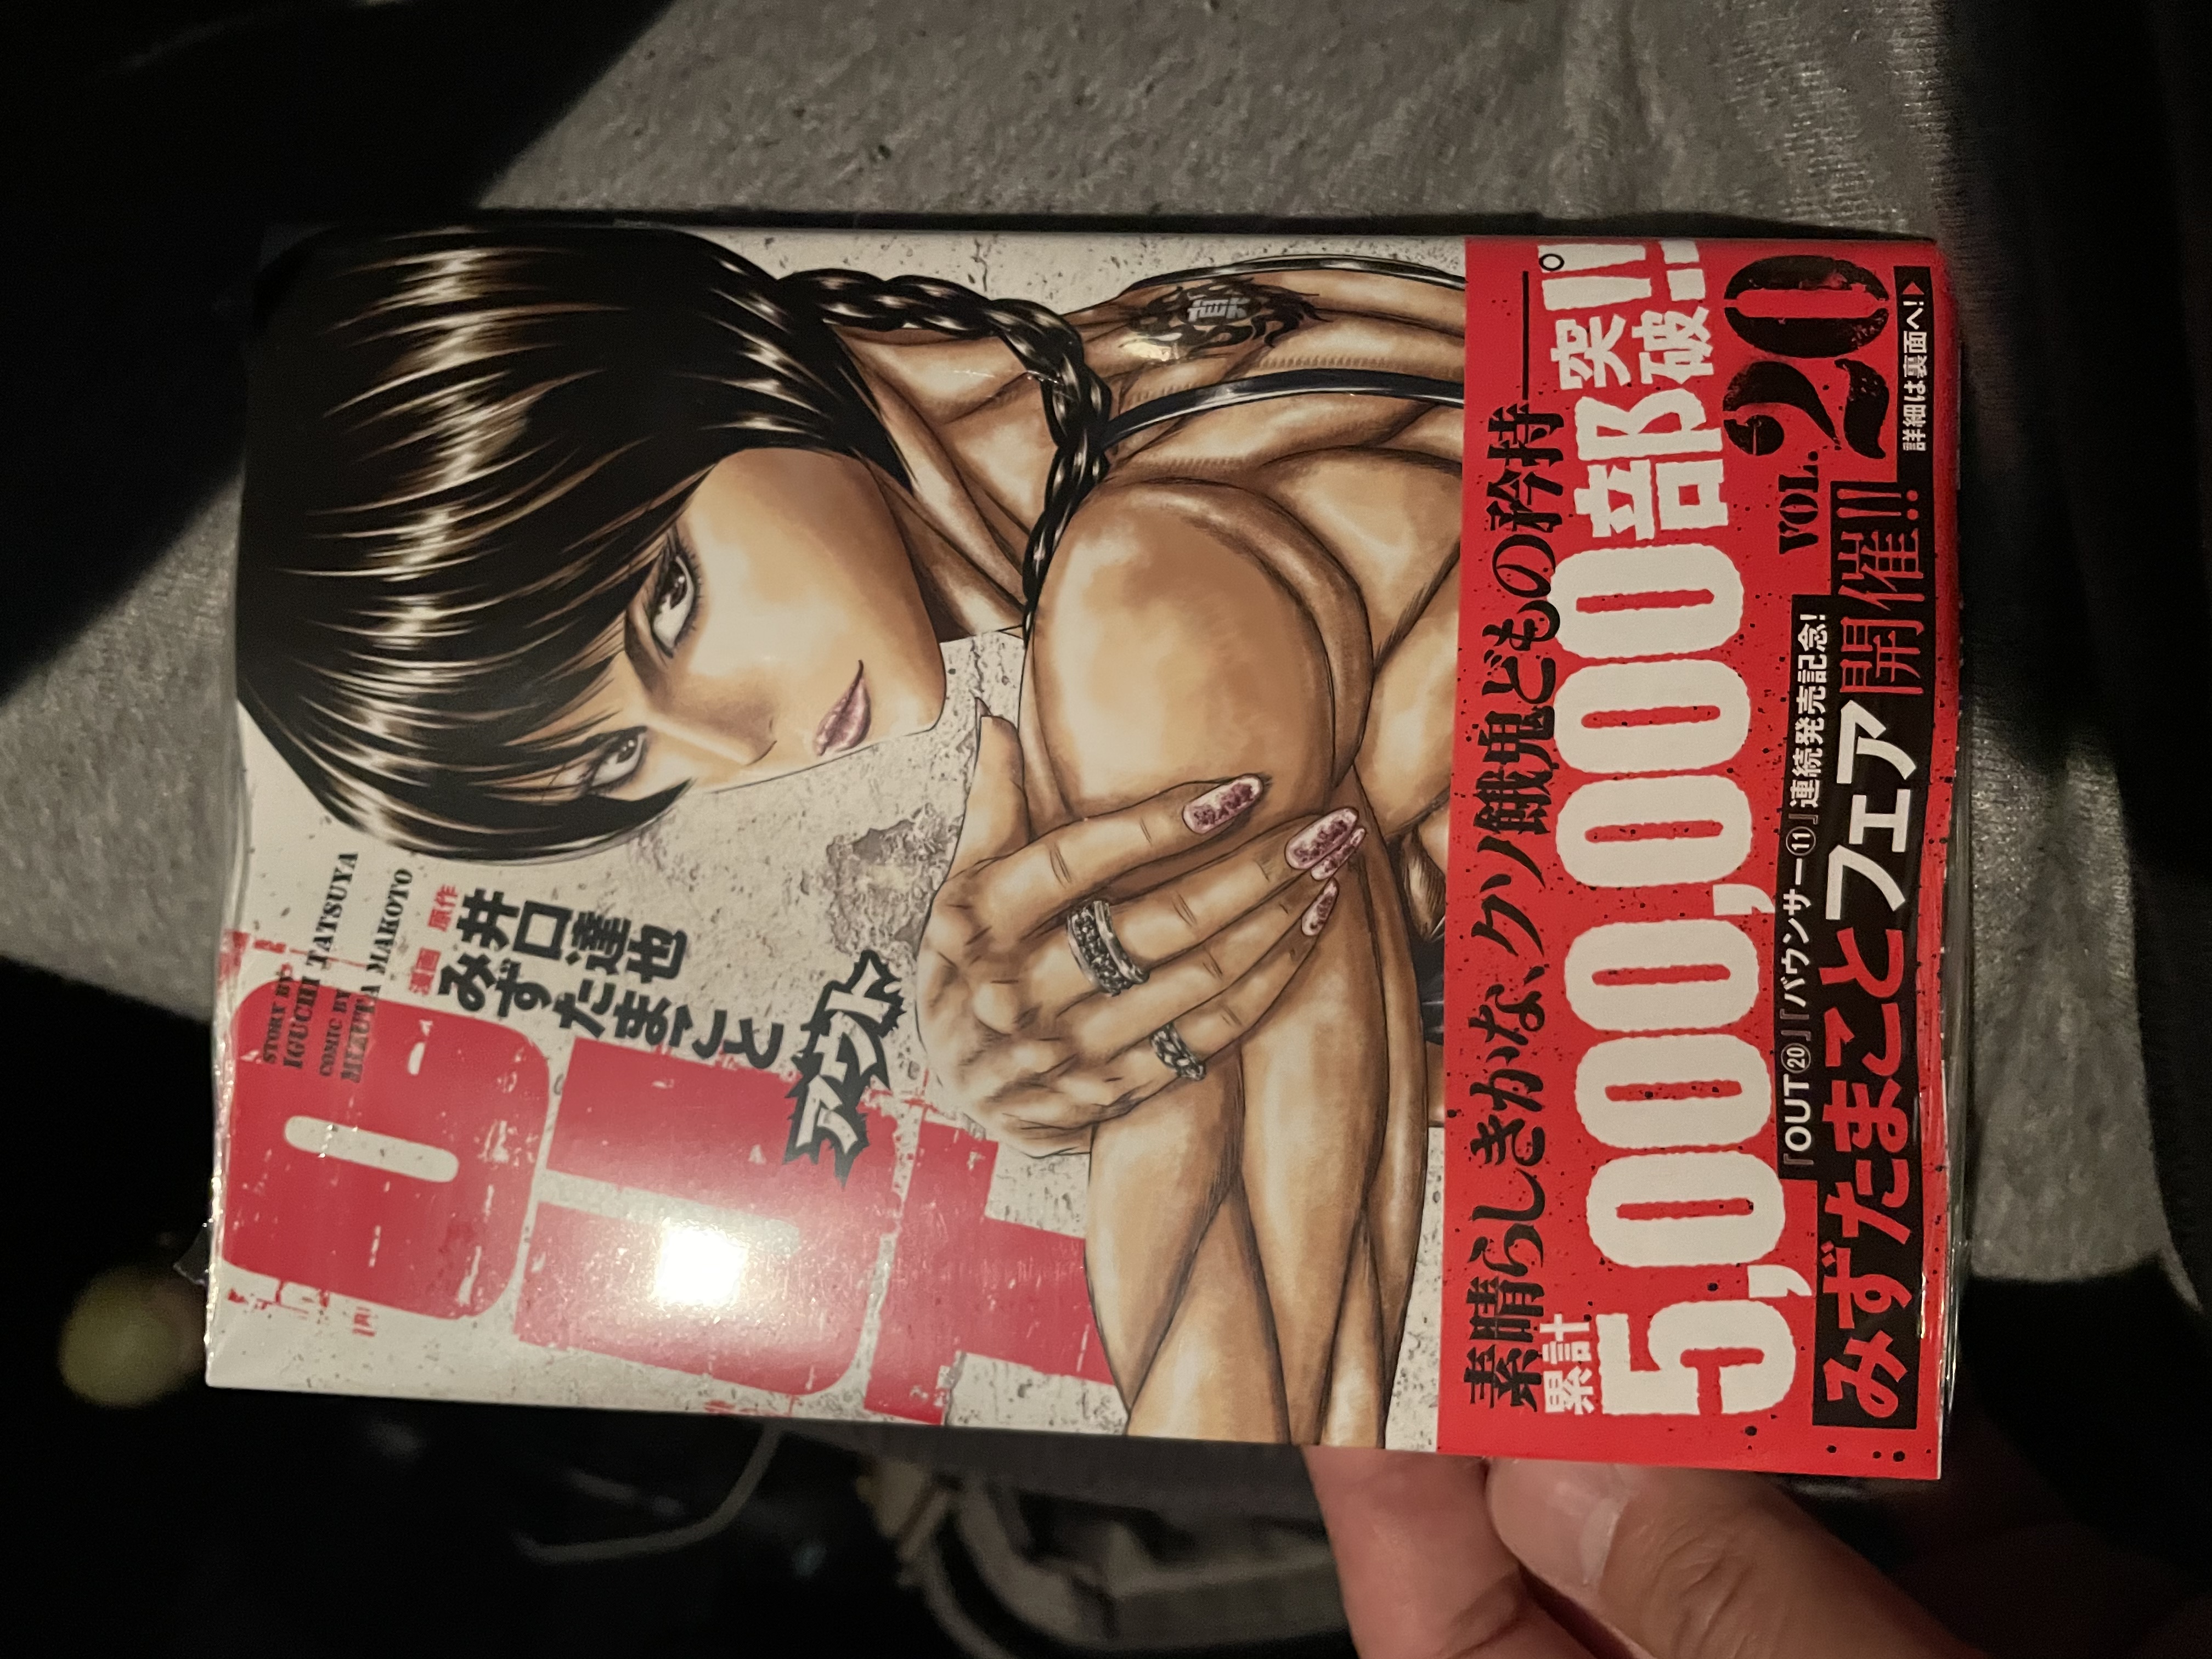 STORY BY
IGUCHI TATSUYA
COMIC BY
MIZUTA MAKOTO
原作
井口達也
漫画
みずたまこと
OUT
アウト
素晴らしきかな、クソ餓鬼どもの矜持――。
累計
5,000,000部突破!!
VOL.20
『OUT⑳』『バウンサー⑪』連続発売記念!
みずたまことフェア開催!!
詳細は裏面へ!▶